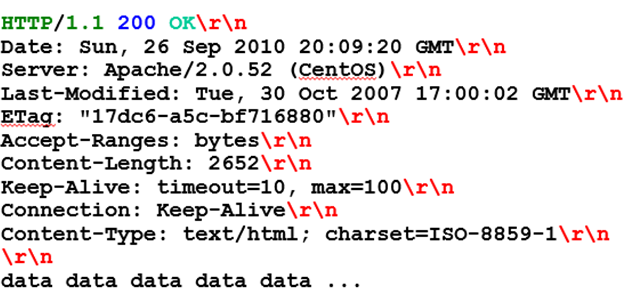 HTTP/1.1 200 OK\r\n
Date: Sun, 26 Sep 2010 20:09:20 GMT\r\n
Server: Apache/2.0.52 (CentOS)\r\n
Last-Modified: Tue, 30 Oct 2007 17:00:02 GMT\r\n
ETag: "17dc6-a5c-bf716880"\r\n
Accept-Ranges: bytes\r\n
Content-Length: 2652\r\n
Keep-Alive: timeout=10, max=100\r\n
Connection: Keep-Alive\r\n
Content-Type: text/html; charset=ISO-8859-1\r\n
\r\n
data data data data data ...